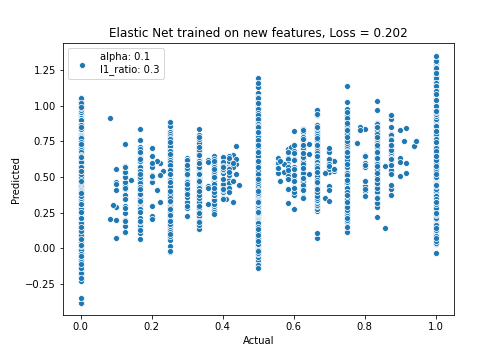 Elastic Net trained on new features, Loss = 0.202
alpha: 0.1
l1_ratio: 0.3
1.25
1.00
0.75
0.50
0.25
0.00
−0.25
Predicted
0.0 0.2 0.4 0.6 0.8 1.0
Actual